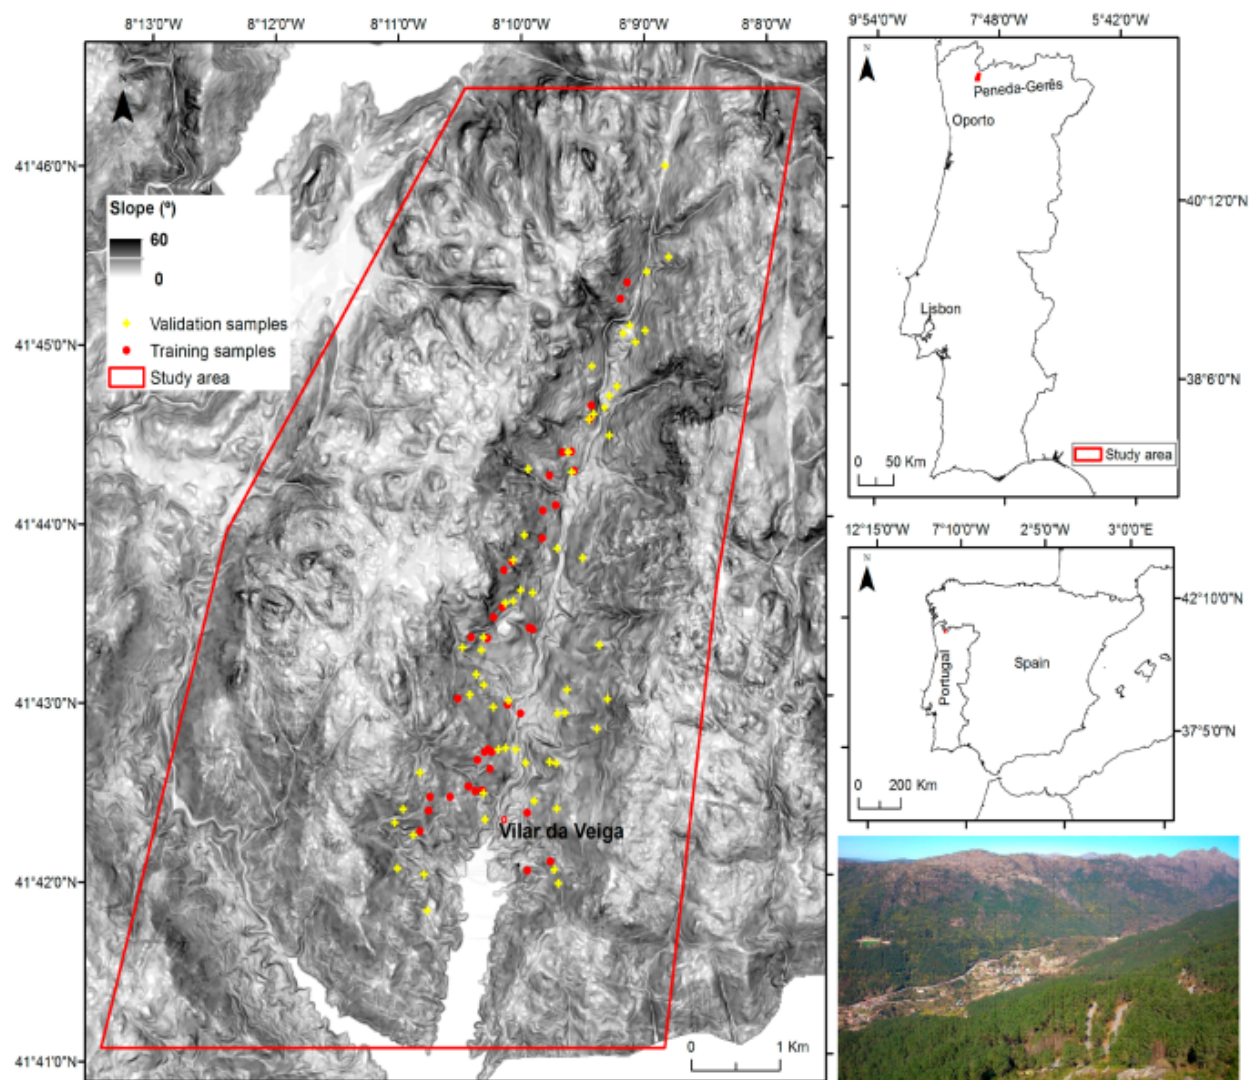 8°13'0"W 8°12'0"W 8°11'0"W 8°10'0"W 8°9'0"W 8°8'0"W
N
41°46'0"N
Slope (º)
60
0
Validation samples
Training samples
Study area
41°45'0"N
41°44'0"N
41°43'0"N
Vilar da Veiga
41°42'0"N
41°41'0"N
0 1 Km
9°54'0"W 7°48'0"W 5°42'0"W
N
Peneda-Gerês
Oporto
40°12'0"N
Lisbon
38°6'0"N
Study area
0 50 Km
12°15'0"W 7°10'0"W 2°5'0"W 3°0'0"E
N
42°10'0"N
Portugal
Spain
37°5'0"N
0 200 Km